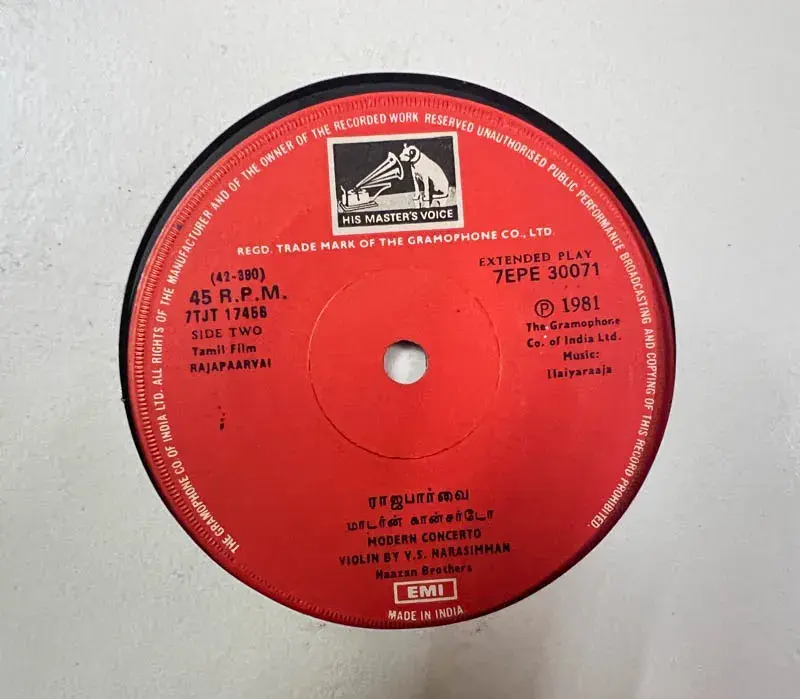 THE GRAMOPHONE CO OF INDIA LTD. ALL RIGHTS OF THE MANUFACTURER AND OF THE OWNER OF THE RECORDED WORK RESERVED UNAUTHORISED PUBLIC PERFORMANCE BROADCASTING AND COPYING OF THIS RECORD PROHIBITED.
HIS MASTER'S VOICE
REGD. TRADE MARK OF THE GRAMOPHONE CO., LTD.
(42-390)
45 R.P.M.
7TJT 17456
SIDE TWO
Tamil Film
RAJAPAARVAI
EXTENDED PLAY
7EPE 30071
Ⓟ 1981
The Gramophone
Co. of India Ltd.
Music:
Ilaiyaraaja
ராஜபார்வை
மாடர்ன் கான்சர்டோ
MODERN CONCERTO
VIOLIN BY V.S. NARASIMMAN
Haazan Brothers
EMI
MADE IN INDIA